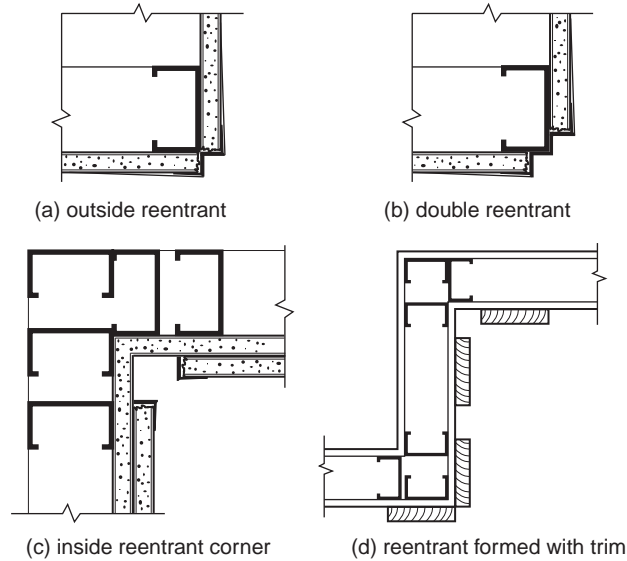 (a) outside reentrant
(b) double reentrant
(c) inside reentrant corner
(d) reentrant formed with trim